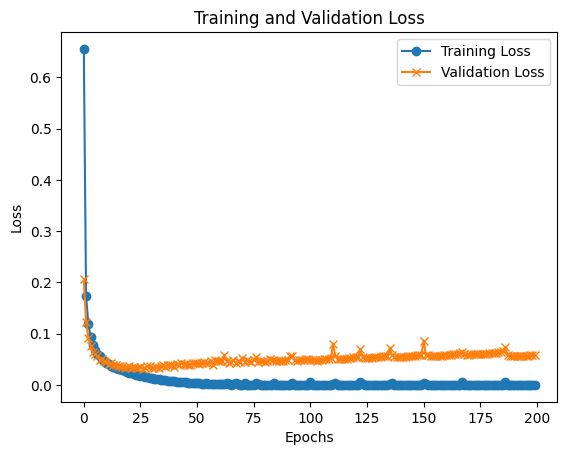 Training and Validation Loss
Training Loss
Validation Loss
Loss
0.6
0.5
0.4
0.3
0.2
0.1
0.0
0 25 50 75 100 125 150 175 200
Epochs